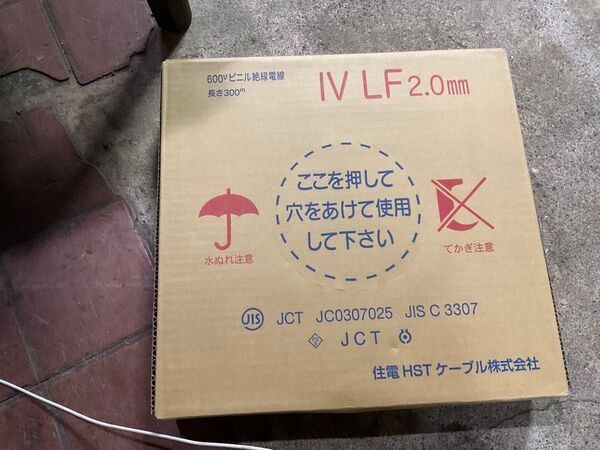 600Vビニル絶縁電線
長さ300m
IV LF 2.0mm
ここを押して
穴をあけて使用
して下さい
水ぬれ注意
てかぎ注意
JIS JCT JC0307025 JIS C 3307
JCT
住電HSTケーブル株式会社